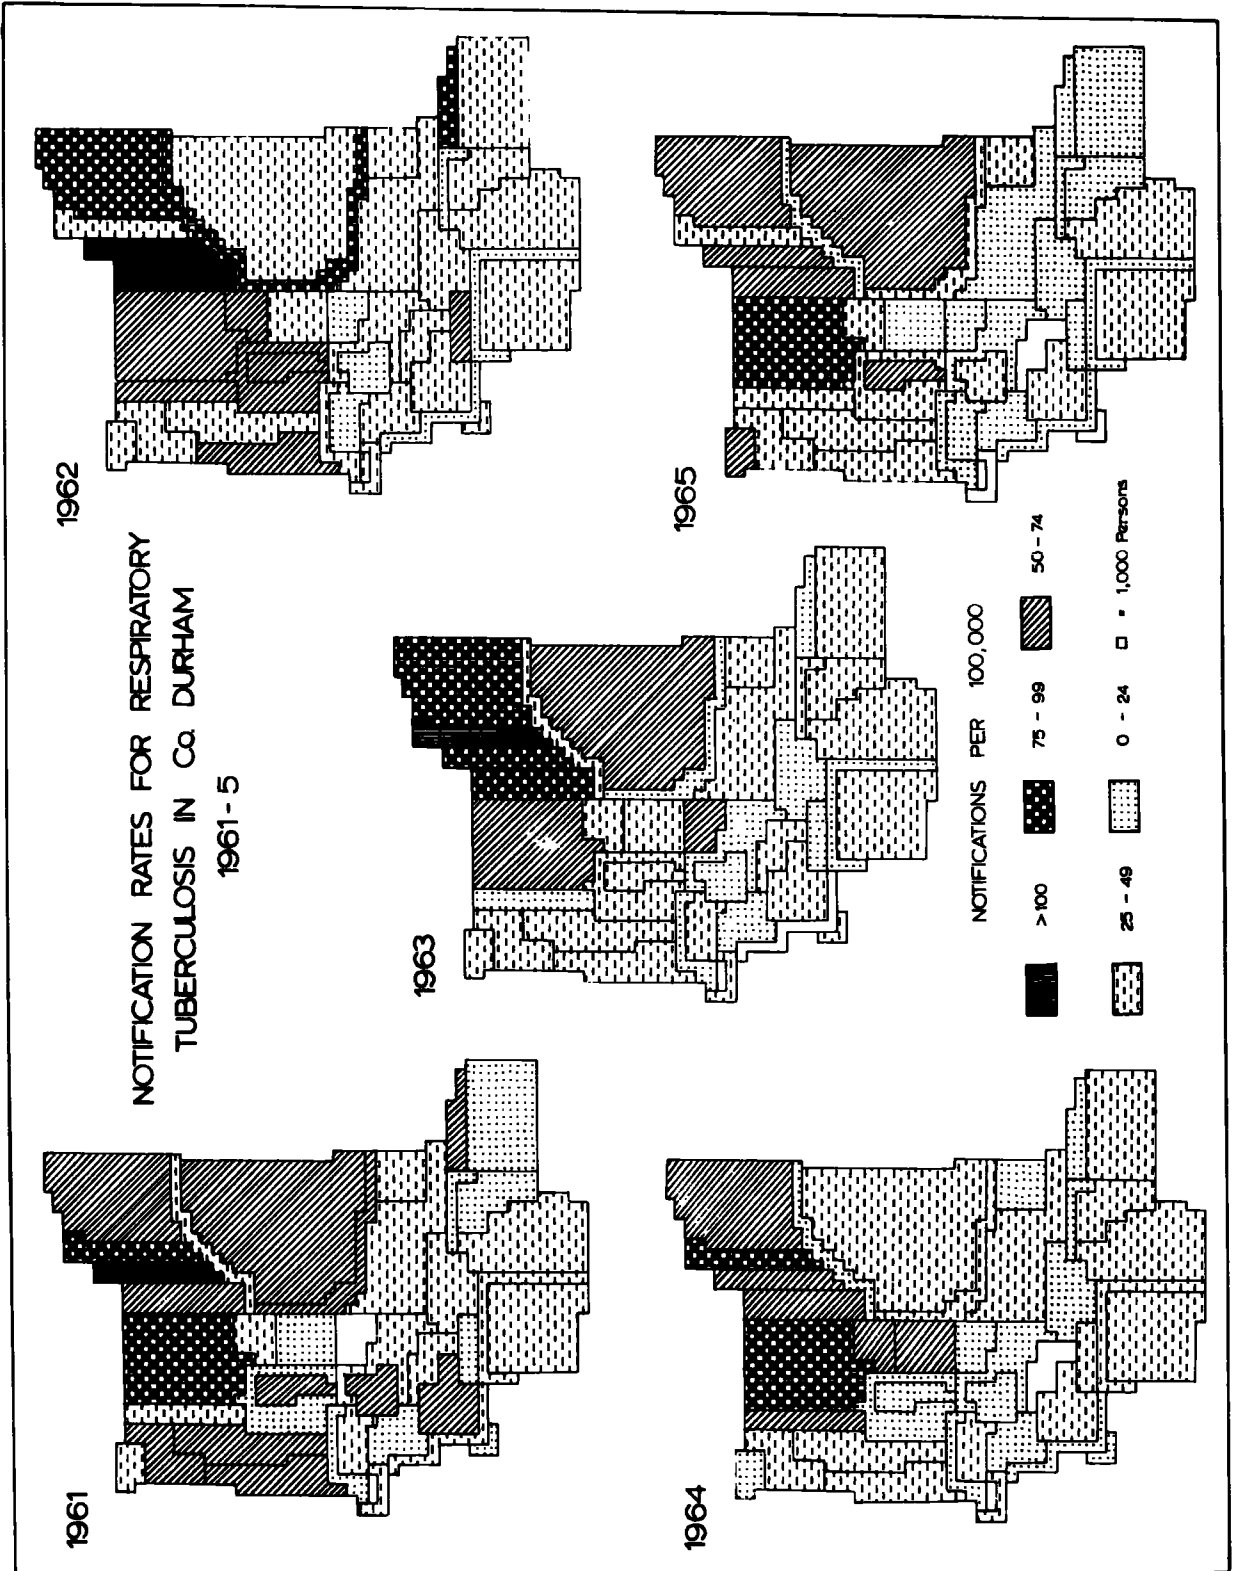 NOTIFICATION RATES FOR RESPIRATORY
TUBERCULOSIS IN Co. DURHAM
1961-5
1961
1962
1963
1964
1965
NOTIFICATIONS PER 100,000
>100
75 - 99
50 - 74
25 - 49
0 - 24
= 1,000 Persons